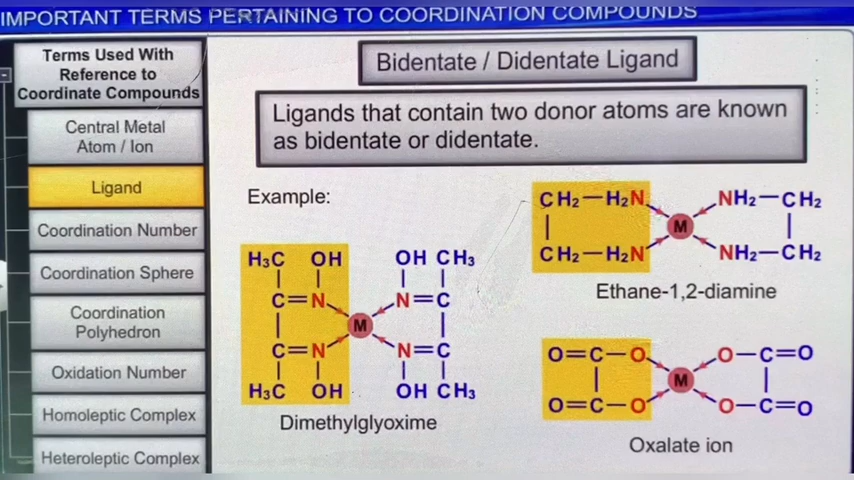 IMPORTANT TERMS PERTAINING TO COORDINATION COMPOUNDS
Terms Used With
Reference to
Coordinate Compounds
Central Metal
Atom / Ion
Ligand
Coordination Number
Coordination Sphere
Coordination
Polyhedron
Oxidation Number
Homoleptic Complex
Heteroleptic Complex
Bidentate / Didentate Ligand
Ligands that contain two donor atoms are known
as bidentate or didentate.
Example:
H₃C OH OH CH₃
C=N N=C
M
C=N N=C
H₃C OH OH CH₃
Dimethylglyoxime
CH₂—H₂N NH₂—CH₂
M
CH₂—H₂N NH₂—CH₂
Ethane-1,2-diamine
O=C—O O—C=O
M
O=C—O O—C=O
Oxalate ion